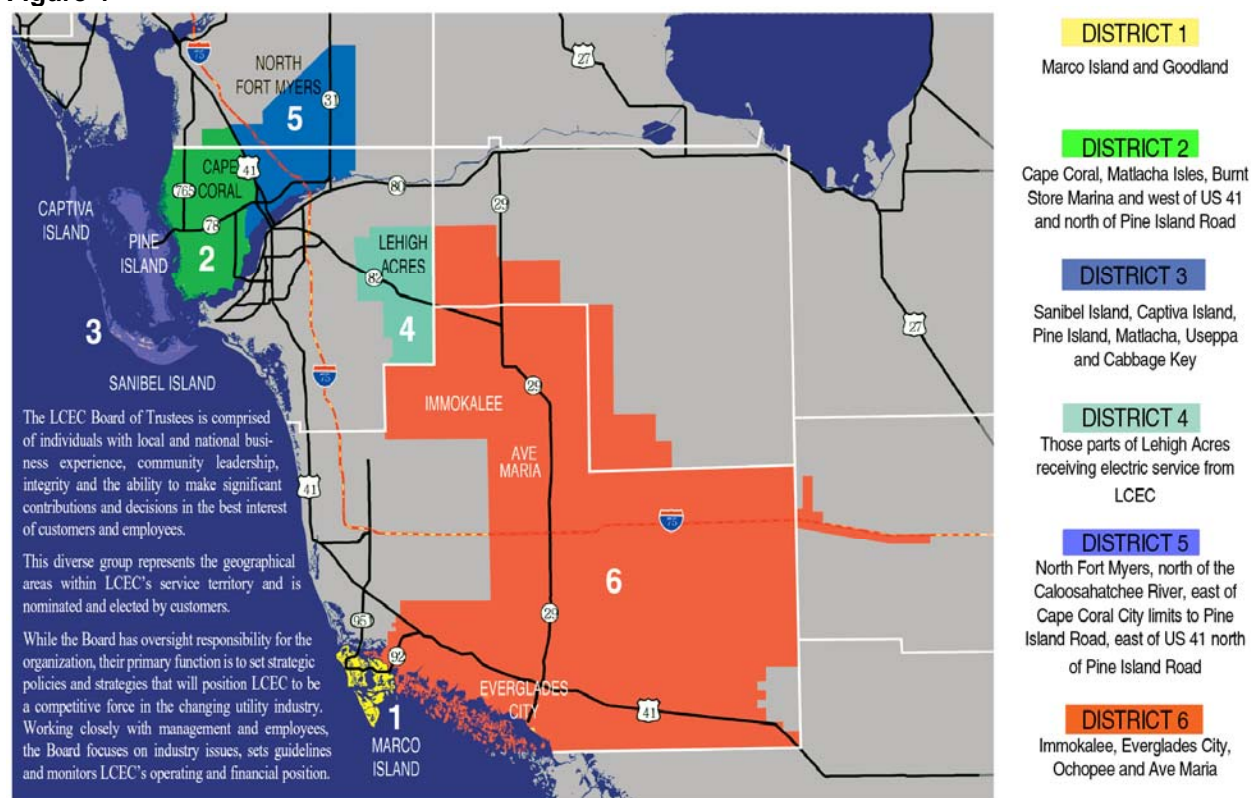 Figure
75
NORTH
FORT MYERS
5
31
27
CAPE
CORAL
41
765
78
80
29
CAPTIVA
ISLAND
PINE
ISLAND
2
LEHIGH
ACRES
82
4
3
SANIBEL ISLAND
75
27
29
IMMOKALEE
AVE
MARIA
41
75
6
29
951
92
EVERGLADES
CITY
41
1
MARCO
ISLAND
The LCEC Board of Trustees is comprised
of individuals with local and national busi-
ness experience, community leadership,
integrity and the ability to make significant
contributions and decisions in the best interest
of customers and employees.
This diverse group represents the geographical
areas within LCEC's service territory and is
nominated and elected by customers.
While the Board has oversight responsibility for the
organization, their primary function is to set strategic
policies and strategies that will position LCEC to be
a competitive force in the changing utility industry.
Working closely with management and employees,
the Board focuses on industry issues, sets guidelines
and monitors LCEC's operating and financial position.
DISTRICT 1
Marco Island and Goodland
DISTRICT 2
Cape Coral, Matlacha Isles, Burnt
Store Marina and west of US 41
and north of Pine Island Road
DISTRICT 3
Sanibel Island, Captiva Island,
Pine Island, Matlacha, Useppa
and Cabbage Key
DISTRICT 4
Those parts of Lehigh Acres
receiving electric service from
LCEC
DISTRICT 5
North Fort Myers, north of the
Caloosahatchee River, east of
Cape Coral City limits to Pine
Island Road, east of US 41 north
of Pine Island Road
DISTRICT 6
Immokalee, Everglades City,
Ochopee and Ave Maria